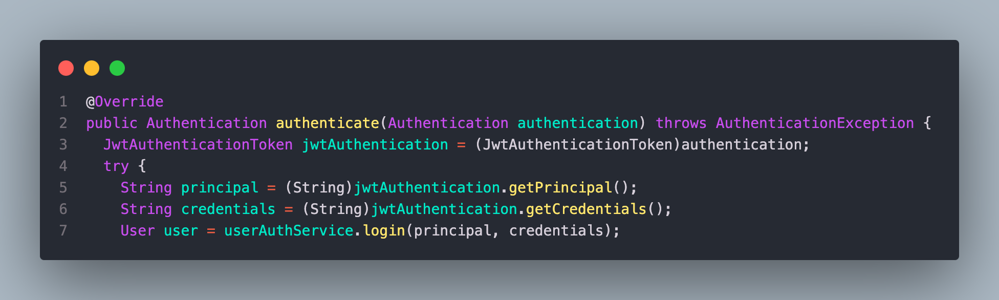 1 @Override
2 public Authentication authenticate(Authentication authentication) throws AuthenticationException {
3   JwtAuthenticationToken jwtAuthentication = (JwtAuthenticationToken)authentication;
4   try {
5     String principal = (String)jwtAuthentication.getPrincipal();
6     String credentials = (String)jwtAuthentication.getCredentials();
7     User user = userAuthService.login(principal, credentials);